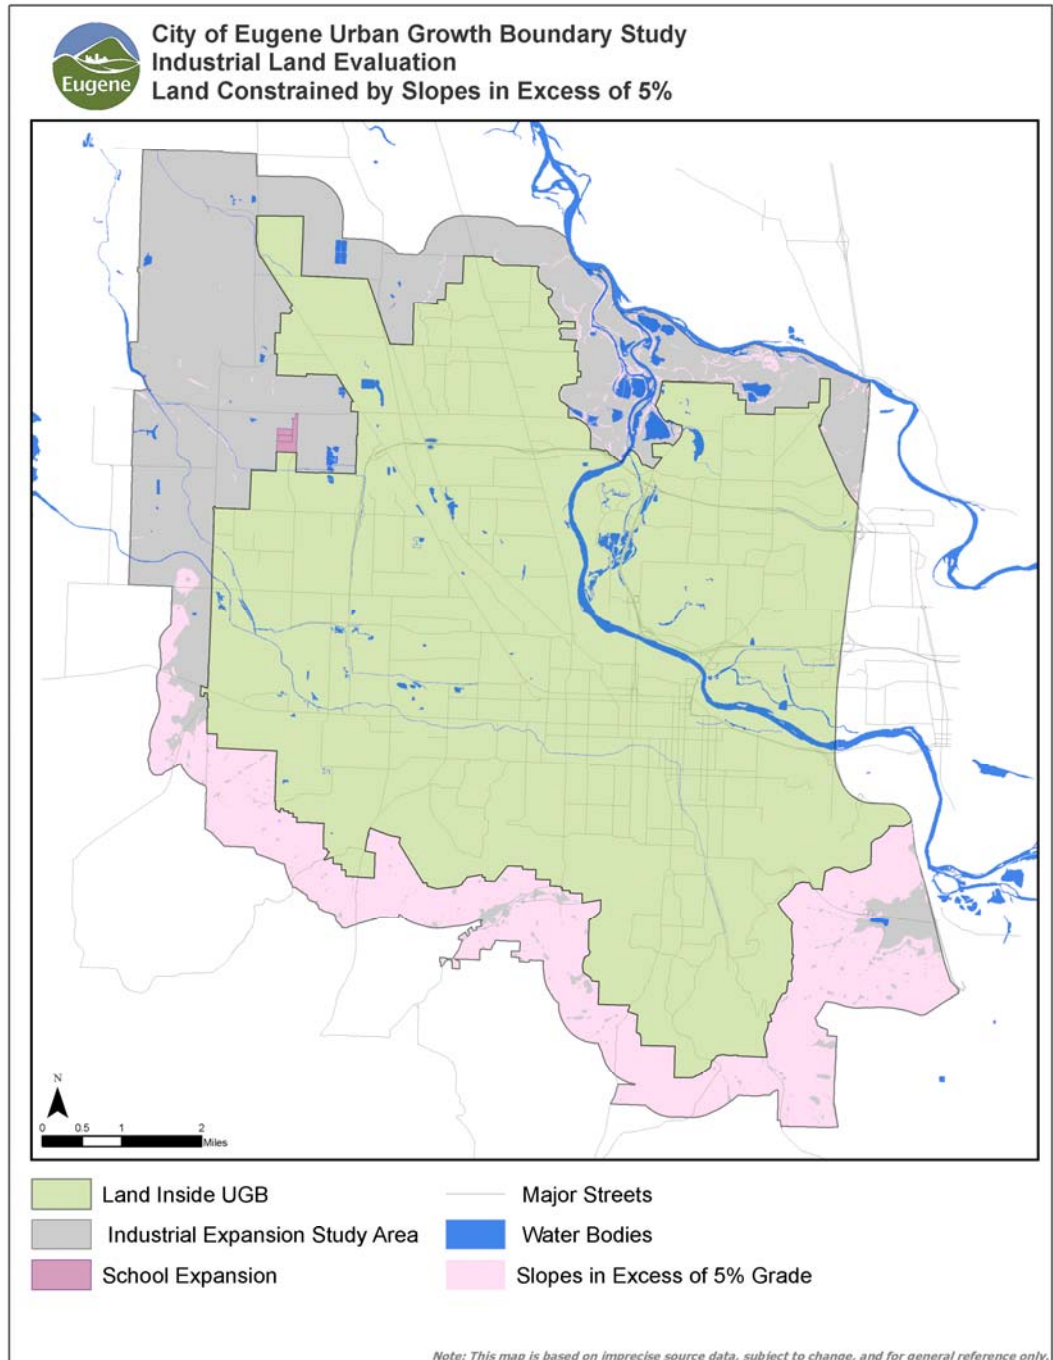 City of Eugene Urban Growth Boundary Study
Industrial Land Evaluation
Land Constrained by Slopes in Excess of 5%
Eugene
N
0 0.5 1 2
Miles
Land Inside UGB
Major Streets
Industrial Expansion Study Area
Water Bodies
School Expansion
Slopes in Excess of 5% Grade
Note: This map is based on imprecise source data, subject to change, and for general reference only.